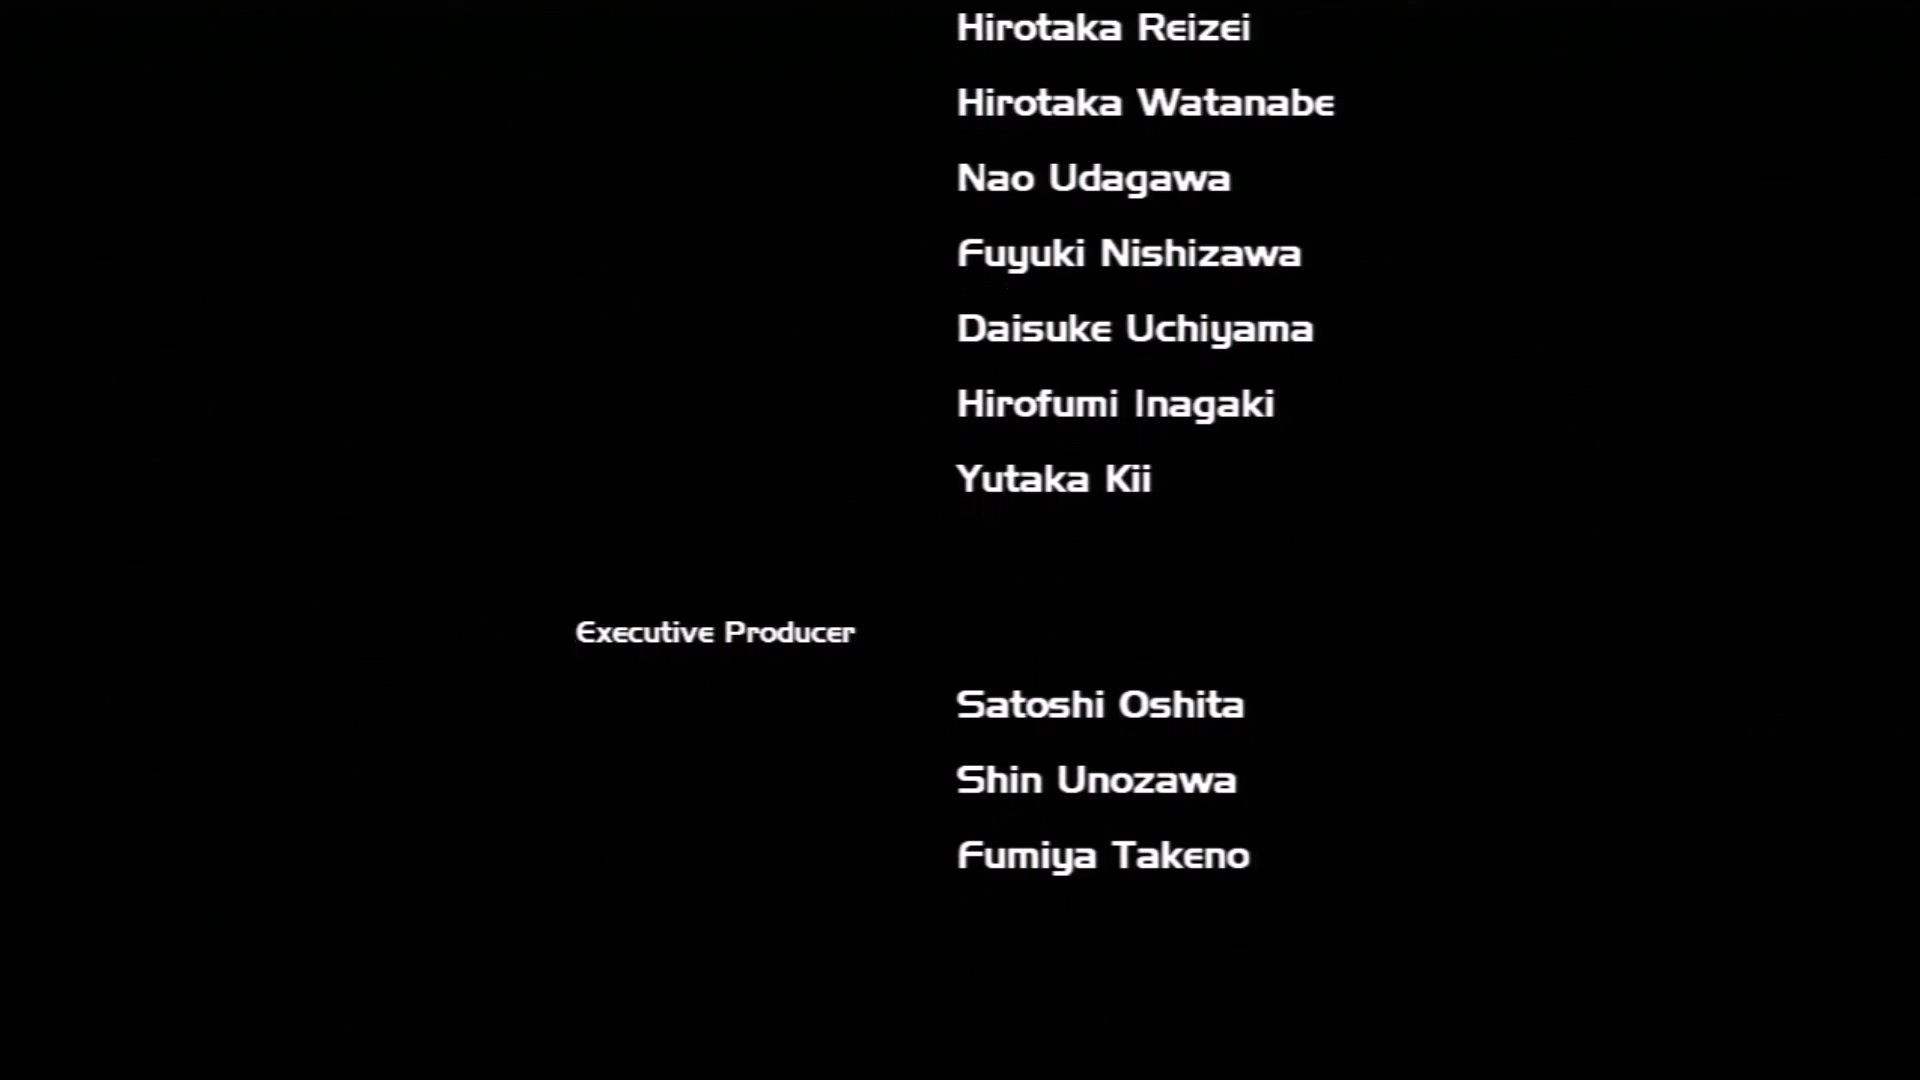 Hirotaka Reizei
Hirotaka Watanabe
Nao Udagawa
Fuyuki Nishizawa
Daisuke Uchiyama
Hirofumi Inagaki
Yutaka Kii
Executive Producer
Satoshi Oshita
Shin Unozawa
Fumiya Takeno